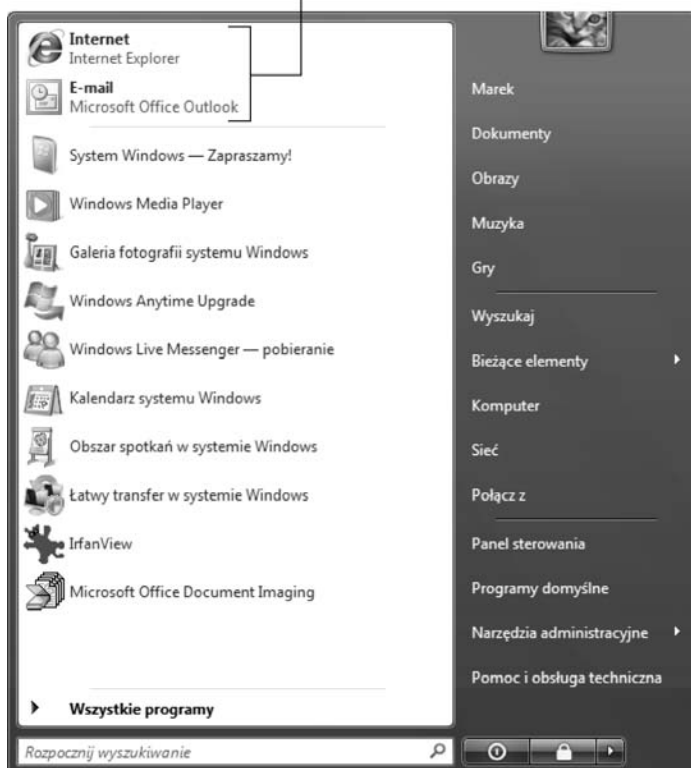 Internet
Internet Explorer
E-mail
Microsoft Office Outlook
System Windows — Zapraszamy!
Windows Media Player
Galeria fotografii systemu Windows
Windows Anytime Upgrade
Windows Live Messenger — pobieranie
Kalendarz systemu Windows
Obszar spotkań w systemie Windows
Łatwy transfer w systemie Windows
IrfanView
Microsoft Office Document Imaging
Wszystkie programy
Rozpocznij wyszukiwanie
Marek
Dokumenty
Obrazy
Muzyka
Gry
Wyszukaj
Bieżące elementy
Komputer
Sieć
Połącz z
Panel sterowania
Programy domyślne
Narzędzia administracyjne
Pomoc i obsługa techniczna